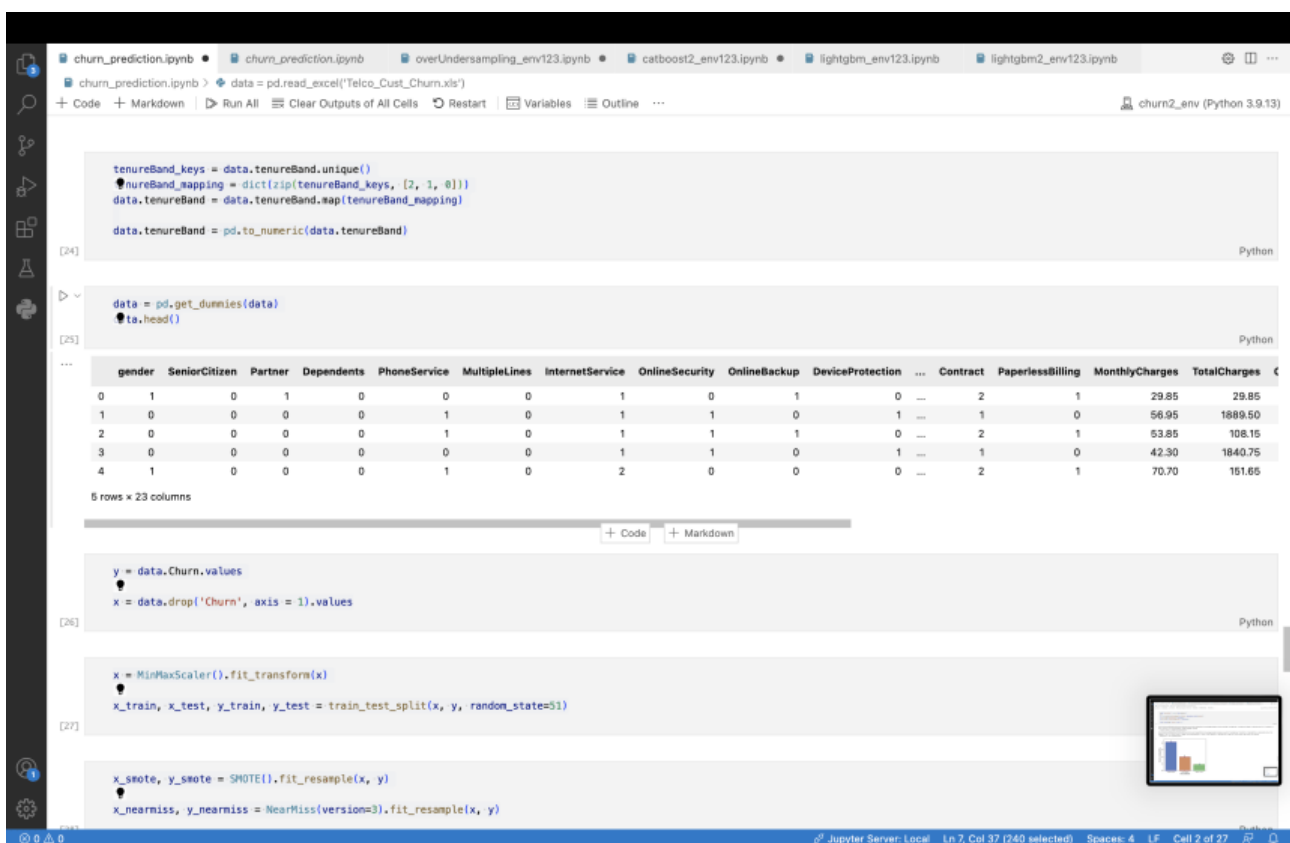 churn_prediction.ipynb ● churn_prediction.ipynb overUndersampling_env123.ipynb ● catboost2_env123.ipynb ● lightgbm_env123.ipynb lightgbm2_env123.ipynb
churn_prediction.ipynb > data = pd.read_excel('Telco_Cust_Churn.xls')
+ Code + Markdown Run All Clear Outputs of All Cells Restart Variables Outline ... churn2_env (Python 3.9.13)
3
tenureBand_keys = data.tenureBand.unique()
nureBand_mapping = dict(zip(tenureBand_keys, [2, 1, 0]))
data.tenureBand = data.tenureBand.map(tenureBand_mapping)
data.tenureBand = pd.to_numeric(data.tenureBand)
[24] Python
data = pd.get_dummies(data)
ta.head()
[25] Python
...
gender SeniorCitizen Partner Dependents PhoneService MultipleLines InternetService OnlineSecurity OnlineBackup DeviceProtection ... Contract PaperlessBilling MonthlyCharges TotalCharges
0 1 0 1 0 0 0 1 0 1 0 ... 2 1 29.85 29.85
1 0 0 0 0 1 0 1 1 0 1 ... 1 0 56.95 1889.50
2 0 0 0 0 1 0 1 1 1 0 ... 2 1 53.85 108.15
3 0 0 0 0 0 0 1 1 0 1 ... 1 0 42.30 1840.75
4 1 0 0 0 1 0 2 0 0 0 ... 2 1 70.70 151.65
5 rows × 23 columns
+ Code + Markdown
y = data.Churn.values
x = data.drop('Churn', axis = 1).values
[26] Python
x = MinMaxScaler().fit_transform(x)
x_train, x_test, y_train, y_test = train_test_split(x, y, random_state=51)
[27]
x_smote, y_smote = SMOTE().fit_resample(x, y)
x_nearmiss, y_nearmiss = NearMiss(version=3).fit_resample(x, y)
1
0 0 Jupyter Server: Local Ln 7, Col 37 (240 selected) Spaces: 4 LF Cell 2 of 27